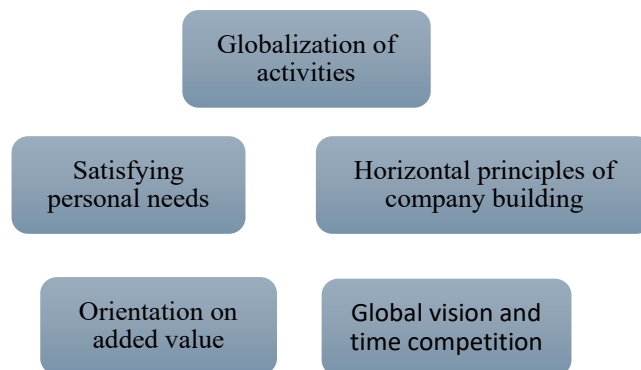 Globalization of
activities
Satisfying
personal needs
Horizontal principles of
company building
Orientation on
added value
Global vision and
time competition